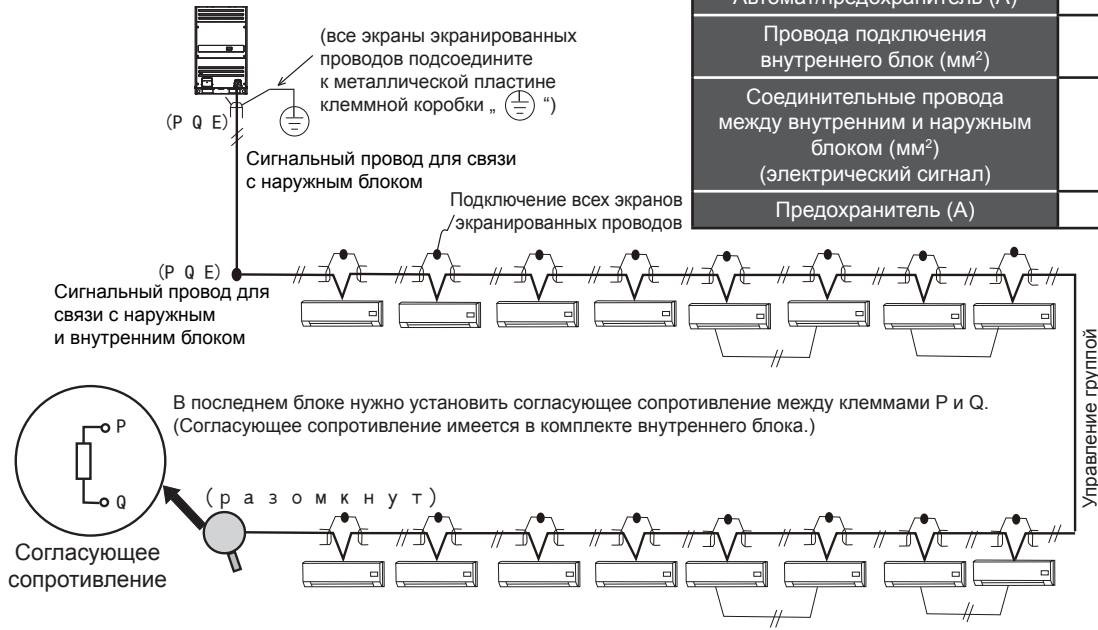 Автомат/предохранитель (А)
Провода подключения
внутреннего блок (мм²)
Соединительные провода
между внутренним и наружным
блоком (мм²)
(электрический сигнал)
Предохранитель (А)
(все экраны экранированных
проводов подсоедините
к металлической пластине
клеммной коробки „ “)
(P Q E)
Сигнальный провод для связи
с наружным блоком
Подключение всех экранов
экранированных проводов
(P Q E)
Сигнальный провод для
связи с наружным
и внутренним блоком
Управление группой
В последнем блоке нужно установить согласующее сопротивление между клеммами P и Q.
(Согласующее сопротивление имеется в комплекте внутреннего блока.)
P
Q
(разомкнут)
Согласующее
сопротивление